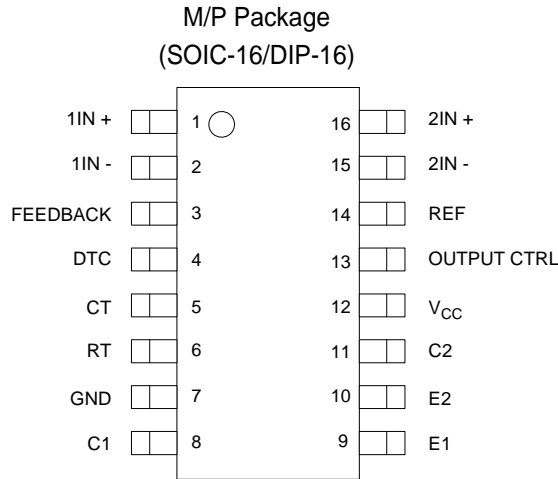 M/P Package
(SOIC-16/DIP-16)
1IN + 1 16 2IN +
1IN - 2 15 2IN -
FEEDBACK 3 14 REF
DTC 4 13 OUTPUT CTRL
CT 5 12 VCC
RT 6 11 C2
GND 7 10 E2
C1 8 9 E1